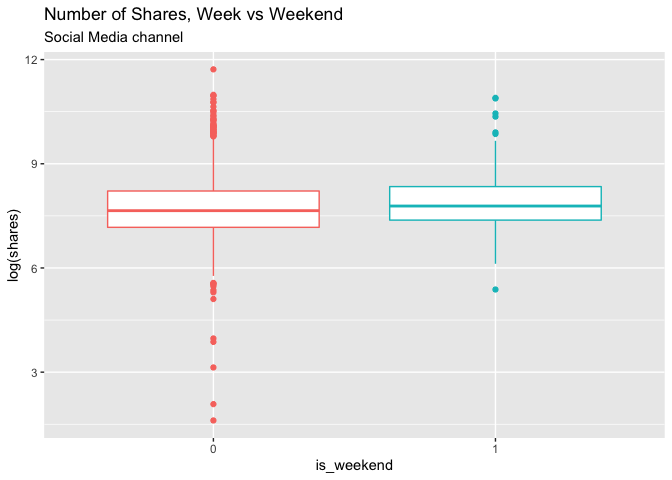 Number of Shares, Week vs Weekend
Social Media channel
12
9
6
3
log(shares)
0
1
is_weekend